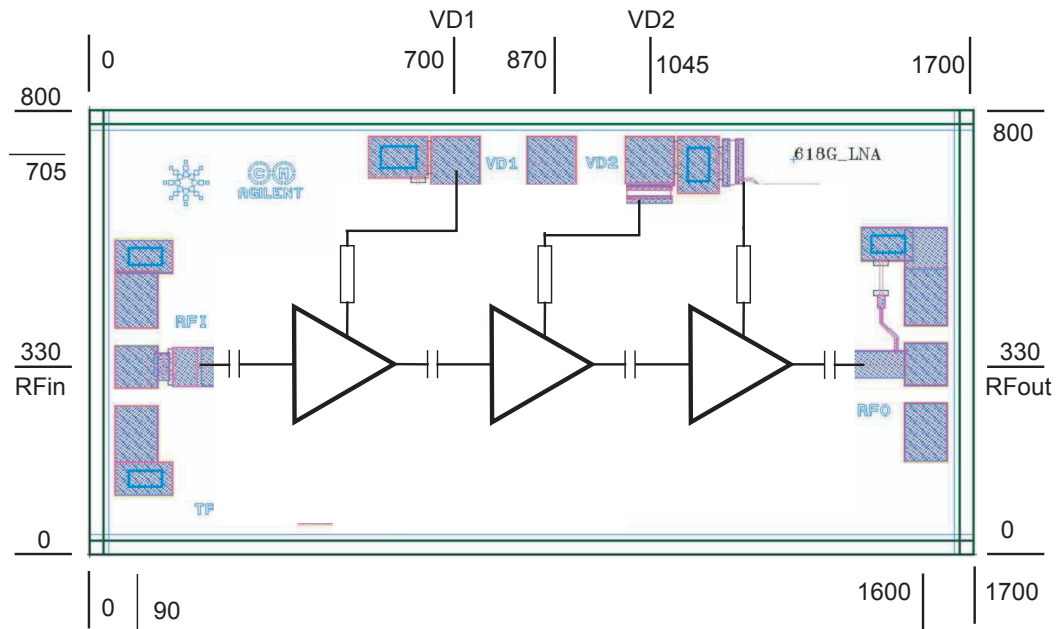 VD1 VD2
0 700 870 1045 1700
800 800
705
618G_LNA
VD1 VD2
CM
AGILENT
RFI
330 330
RFin RFout
RFO
TF
0 0
0 90 1600 1700